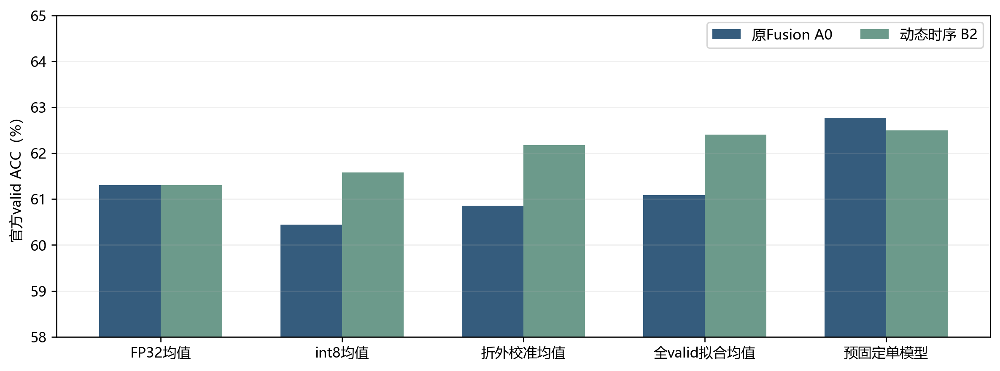 原Fusion A0
动态时序 B2
官方valid ACC（%）
65
64
63
62
61
60
59
58
FP32均值
int8均值
折外校准均值
全valid拟合均值
预固定单模型